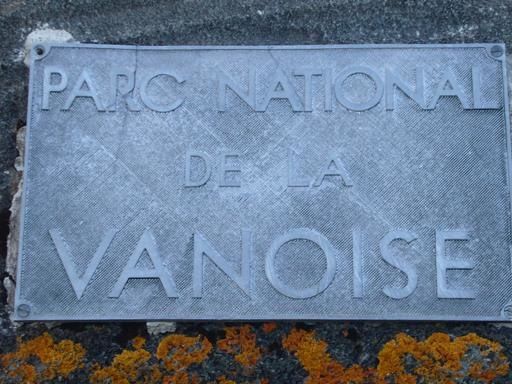 PARC NATIONAL
DE LA
VANOISE